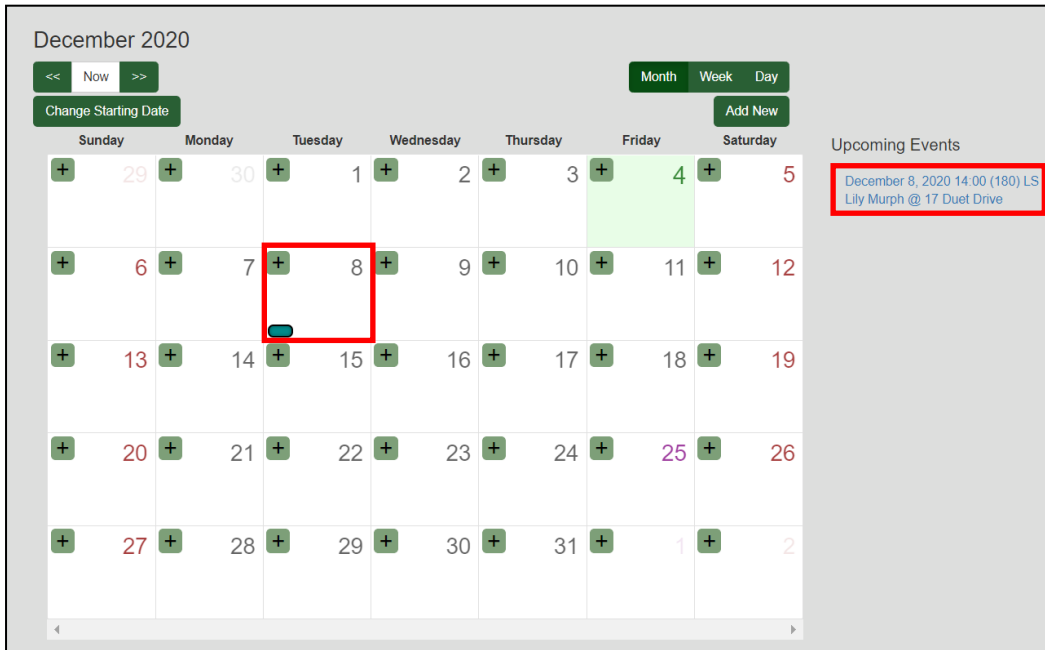 December 2020
<< Now >>
Month Week Day
Change Starting Date
Add New
Sunday Monday Tuesday Wednesday Thursday Friday Saturday
Upcoming Events
+ 29 + 30 + 1 + 2 + 3 + 4 + 5
December 8, 2020 14:00 (180) LS
Lily Murph @ 17 Duet Drive
+ 6 + 7 + 8 + 9 + 10 + 11 + 12
+ 13 + 14 + 15 + 16 + 17 + 18 + 19
+ 20 + 21 + 22 + 23 + 24 + 25 + 26
+ 27 + 28 + 29 + 30 + 31 + 1 + 2